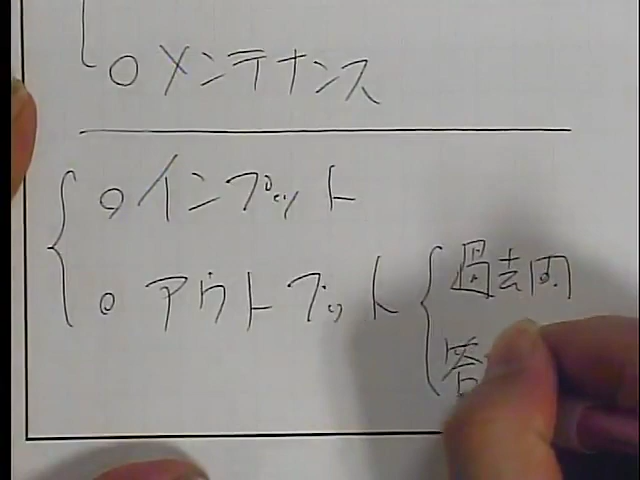 ○メンテナンス
○インプット
○アウトプット
過去問
答